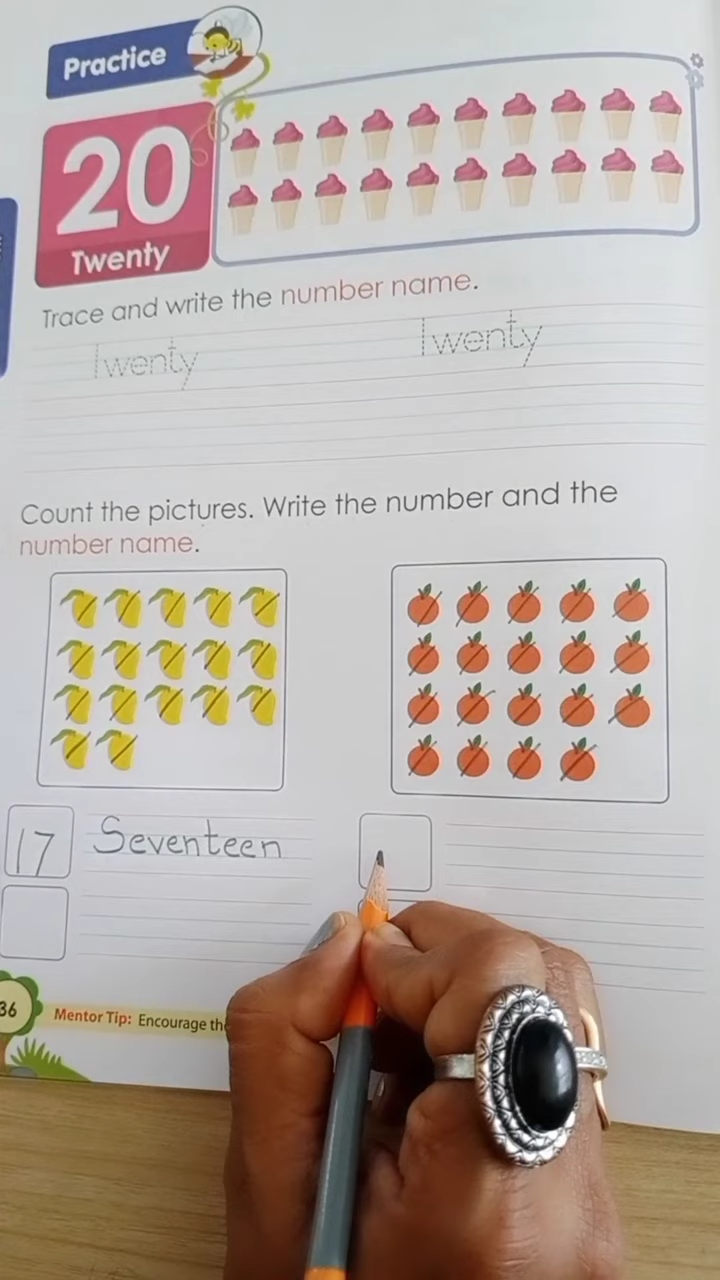 Practice
20
Twenty
Trace and write the number name.
Twenty Twenty
Count the pictures. Write the number and the
number name.
17 Seventeen
36
Mentor Tip: Encourage th